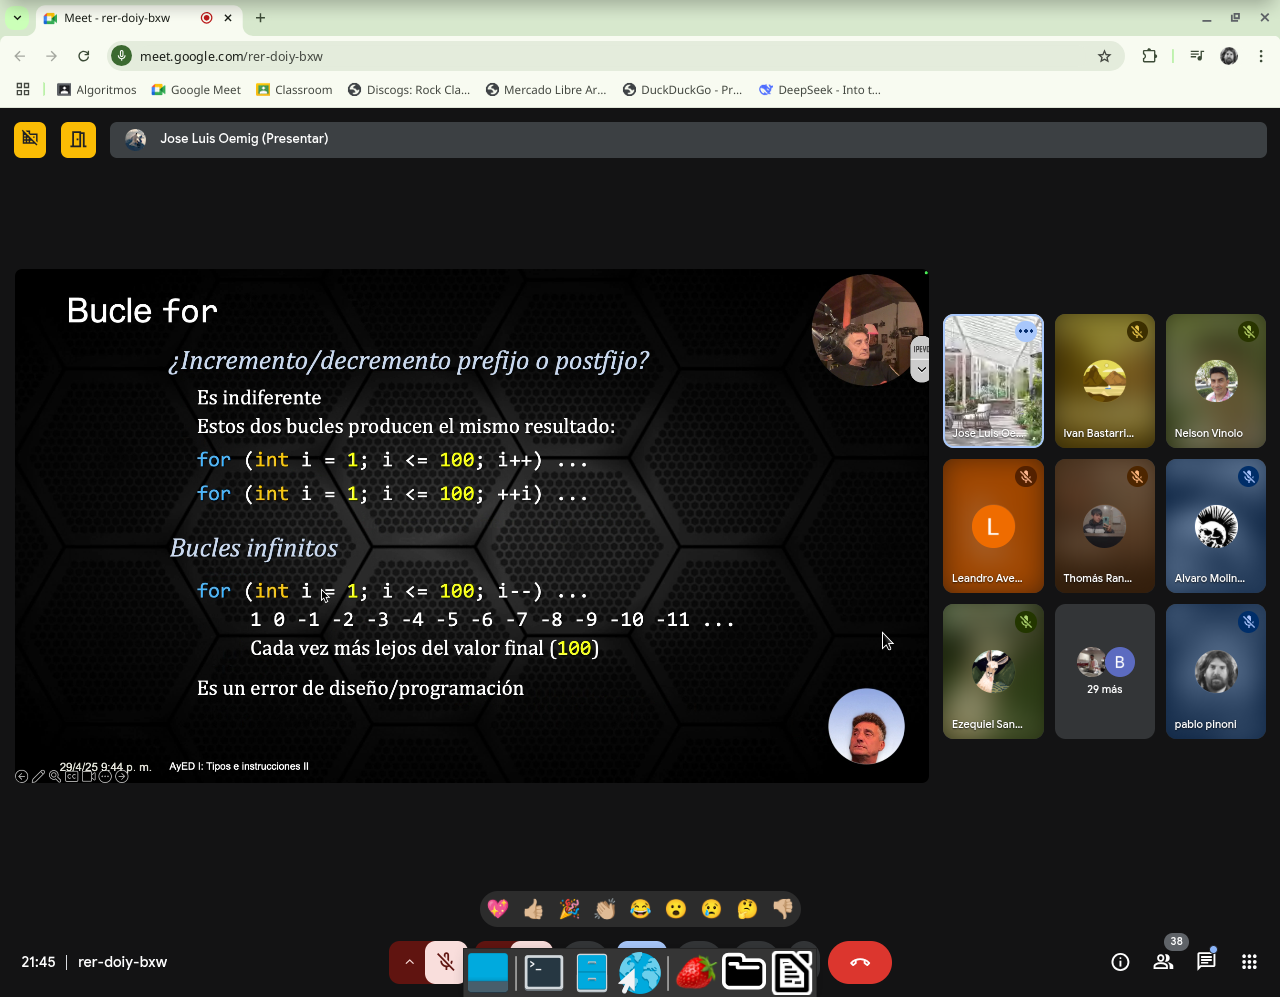 Meet - rer-doiy-bxw
meet.google.com/rer-doiy-bxw
Algoritmos
Google Meet
Classroom
Discogs: Rock Cla...
Mercado Libre Ar...
DuckDuckGo - Pr...
DeepSeek - Into t...
Jose Luis Oemig (Presentar)
Bucle for
¿Incremento/decremento prefijo o postfijo?
Es indiferente
Estos dos bucles producen el mismo resultado:
for (int i = 1; i <= 100; i++) ...
for (int i = 1; i <= 100; ++i) ...
Bucles infinitos
for (int i = 1; i <= 100; i--) ...
1 0 -1 -2 -3 -4 -5 -6 -7 -8 -9 -10 -11 ...
Cada vez más lejos del valor final (100)
Es un error de diseño/programación
29/4/25 9:44 p. m.
AyED I: Tipos e instrucciones II
Jose Luis Oe...
Ivan Bastarri...
Nelson Vinolo
L
Leandro Ave...
Thomás Ran...
Alvaro Molin...
Ezequiel San...
B
29 más
pablo pinoni
21:45 | rer-doiy-bxw
38